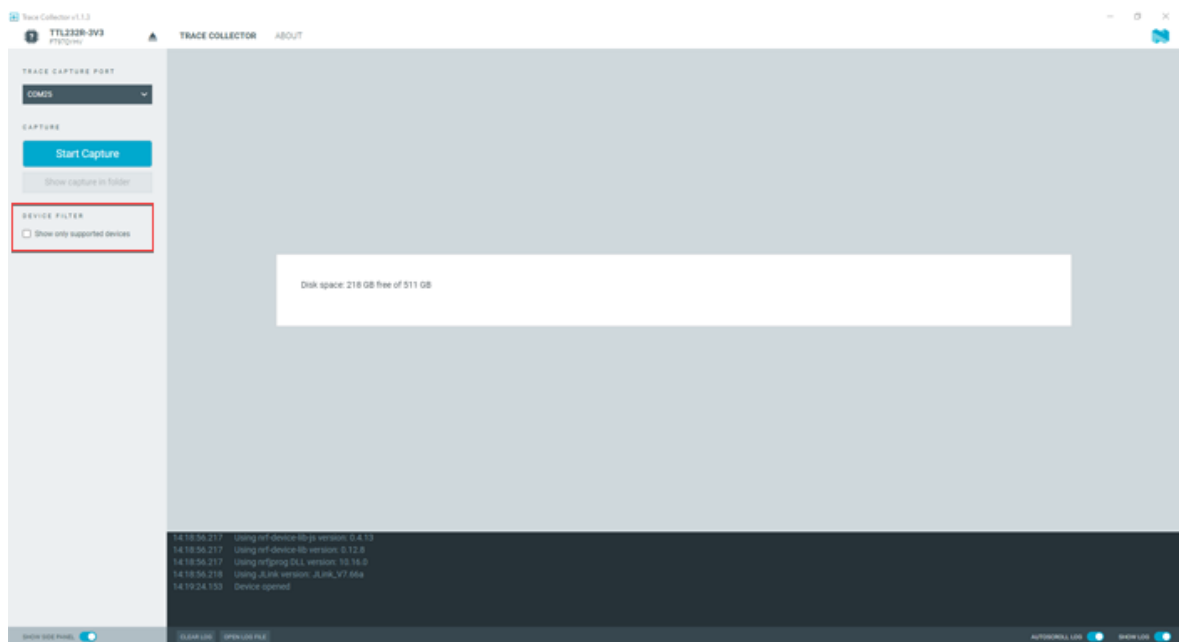 Trace Collector v1.1.3
TTL232R-3V3
TRACE COLLECTOR
ABOUT
TRACE CAPTURE PORT
COM25
CAPTURE
Start Capture
Show capture in folder
DEVICE FILTER
Show only supported devices
Disk space: 218 GB free of 511 GB
14:18:56.217 Using nrf-device-lib-js version: 0.4.13
14:18:56.217 Using nrf-device-lib version: 0.12.8
14:18:56.217 Using nrfjprog DLL version: 10.16.0
14:18:56.218 Using JLink version: JLink_V7.66a
14:19:24.153 Device opened
SHOW SIDE PANEL
CLEAR LOG
OPEN LOG FILE
AUTOSCROLL LOG
SHOW LOG